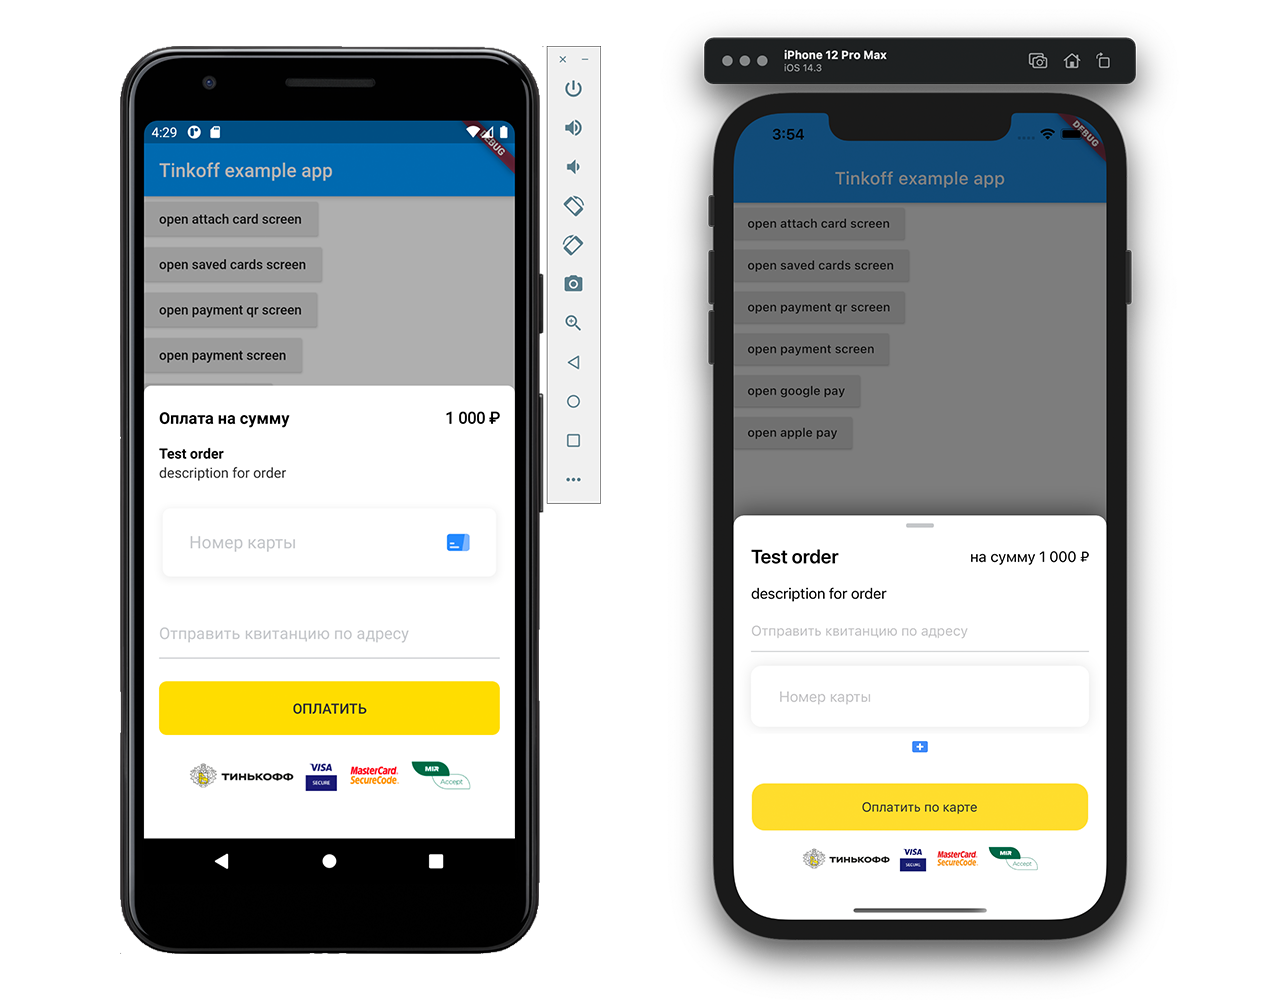 4:29
DEBUG
Tinkoff example app
open attach card screen
open saved cards screen
open payment qr screen
open payment screen
Оплата на сумму 1 000 ₽
Test order
description for order
Номер карты
Отправить квитанцию по адресу
ОПЛАТИТЬ
ТИНЬКОФФ VISA SECURE MasterCard. SecureCode. MIR Accept
iPhone 12 Pro Max
iOS 14.3
3:54
DEBUG
Tinkoff example app
open attach card screen
open saved cards screen
open payment qr screen
open payment screen
open google pay
open apple pay
Test order на сумму 1 000 ₽
description for order
Отправить квитанцию по адресу
Номер карты
Оплатить по карте
ТИНЬКОФФ VISA SECURE MasterCard. SecureCode. MIR Accept